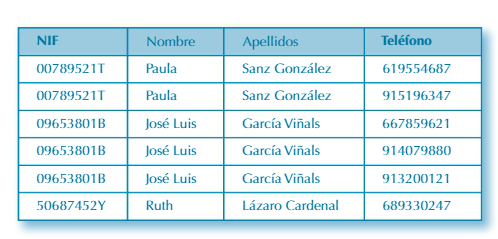 NIF Nombre Apellidos Teléfono
00789521T Paula Sanz González 619554687
00789521T Paula Sanz González 915196347
09653801B José Luis García Viñals 667859621
09653801B José Luis García Viñals 914079880
09653801B José Luis García Viñals 913200121
50687452Y Ruth Lázaro Cardenal 689330247